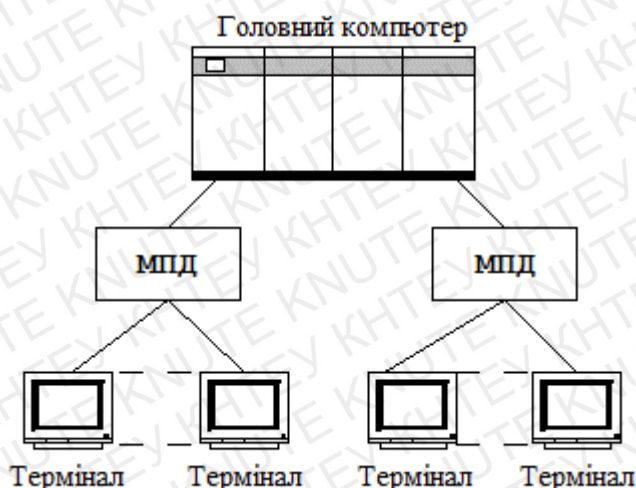 Головний компютер
МПД МПД
Термінал Термінал Термінал Термінал